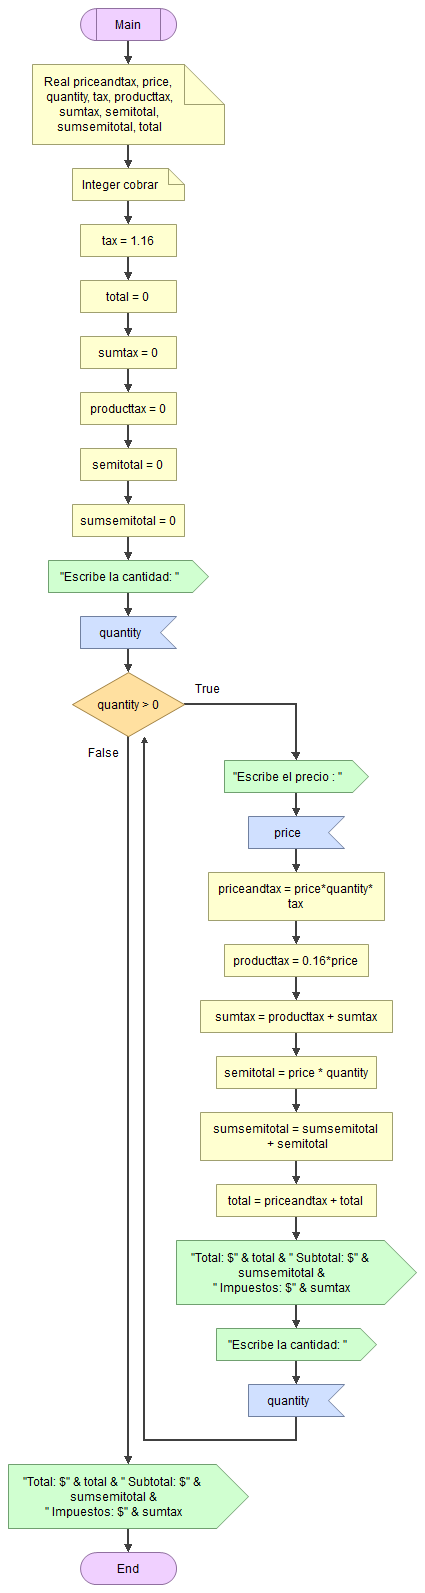 Main
Real priceandtax, price,
quantity, tax, producttax,
sumtax, semitotal,
sumsemitotal, total
Integer cobrar
tax = 1.16
total = 0
sumtax = 0
producttax = 0
semitotal = 0
sumsemitotal = 0
"Escribe la cantidad: "
quantity
quantity > 0
True
False
"Escribe el precio : "
price
priceandtax = price*quantity*
tax
producttax = 0.16*price
sumtax = producttax + sumtax
semitotal = price * quantity
sumsemitotal = sumsemitotal
+ semitotal
total = priceandtax + total
"Total: $" & total & " Subtotal: $" &
sumsemitotal &
" Impuestos: $" & sumtax
"Escribe la cantidad: "
quantity
"Total: $" & total & " Subtotal: $" &
sumsemitotal &
" Impuestos: $" & sumtax
End